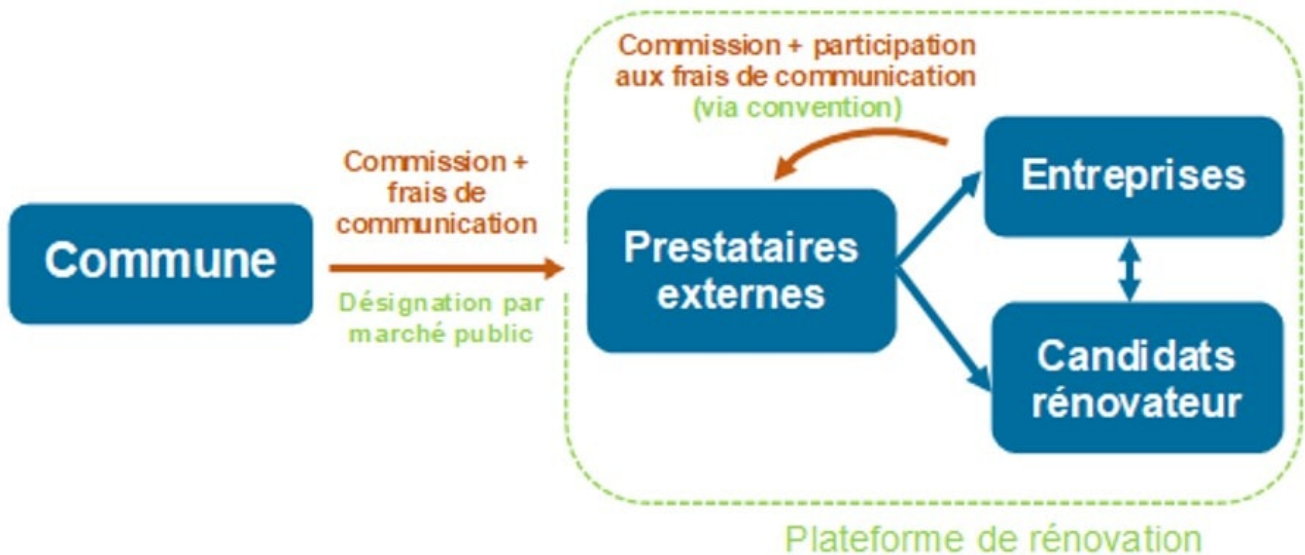 Commune
Commission +
frais de
communication
Désignation par
marché public
Commission + participation
aux frais de communication
(via convention)
Prestataires
externes
Entreprises
Candidats
rénovateur
Plateforme de rénovation